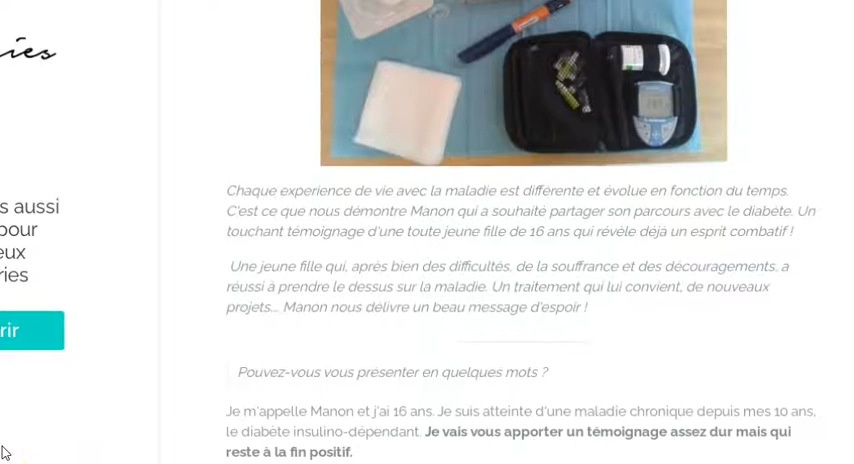 ies
s aussi
pour
eux
ries
rir
Chaque expérience de vie avec la maladie est différente et évolue en fonction du temps.
C'est ce que nous démontre Manon qui a souhaité partager son parcours avec le diabète. Un
touchant témoignage d'une toute jeune fille de 16 ans qui révèle déjà un esprit combatif !
Une jeune fille qui, après bien des difficultés, de la souffrance et des découragements, a
réussi à prendre le dessus sur la maladie. Un traitement qui lui convient, de nouveaux
projets... Manon nous délivre un beau message d'espoir !
Pouvez-vous vous présenter en quelques mots ?
Je m'appelle Manon et j'ai 16 ans. Je suis atteinte d'une maladie chronique depuis mes 10 ans,
le diabète insulino-dépendant. Je vais vous apporter un témoignage assez dur mais qui
reste à la fin positif.